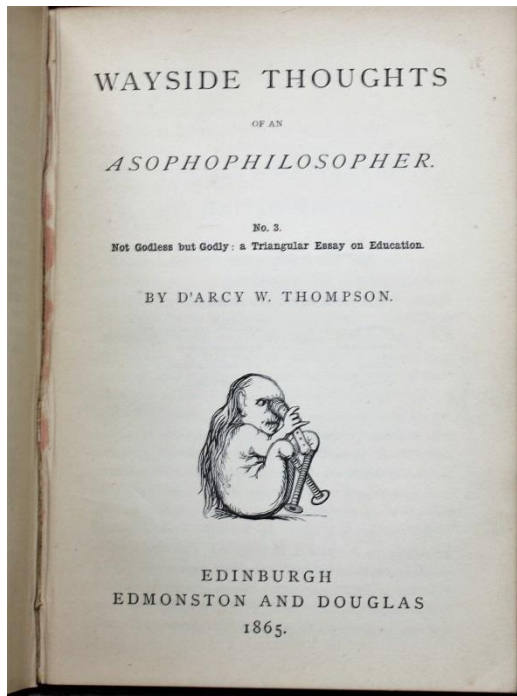 WAYSIDE THOUGHTS
OF AN
ASOPHOPHILOSOPHER.
No. 3.
Not Godless but Godly: a Triangular Essay on Education.
BY D'ARCY W. THOMPSON.
EDINBURGH
EDMONSTON AND DOUGLAS
1865.